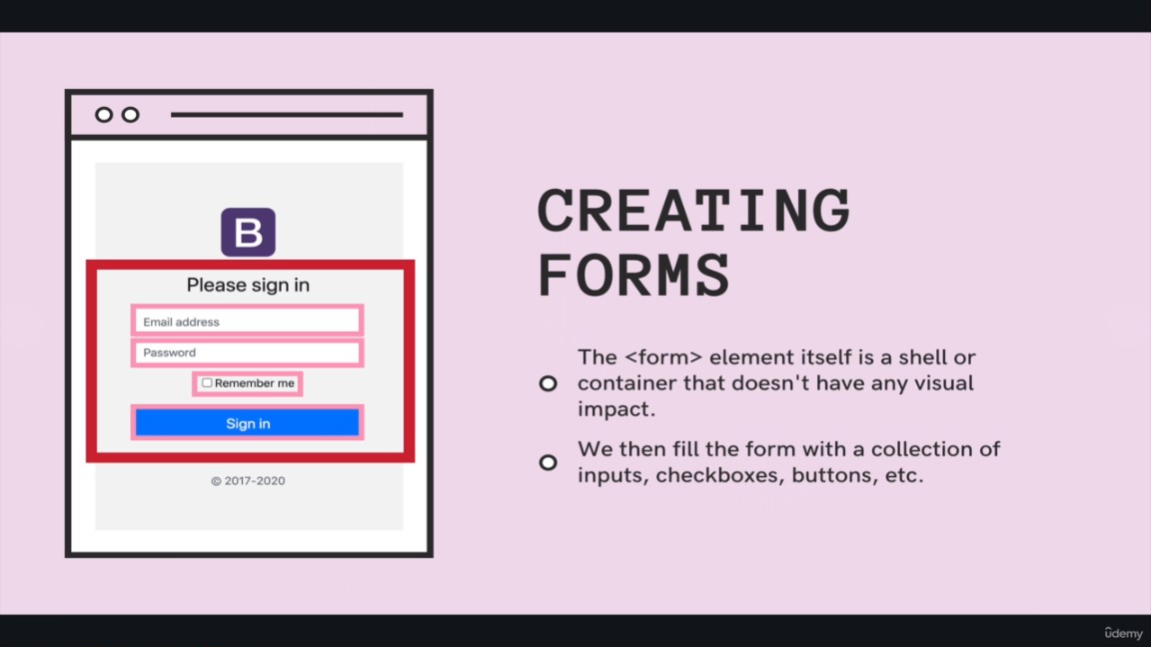 B
Please sign in
Email address
Password
Remember me
Sign in
© 2017-2020
CREATING
FORMS
The <form> element itself is a shell or
container that doesn't have any visual
impact.
We then fill the form with a collection of
inputs, checkboxes, buttons, etc.
ûdemy